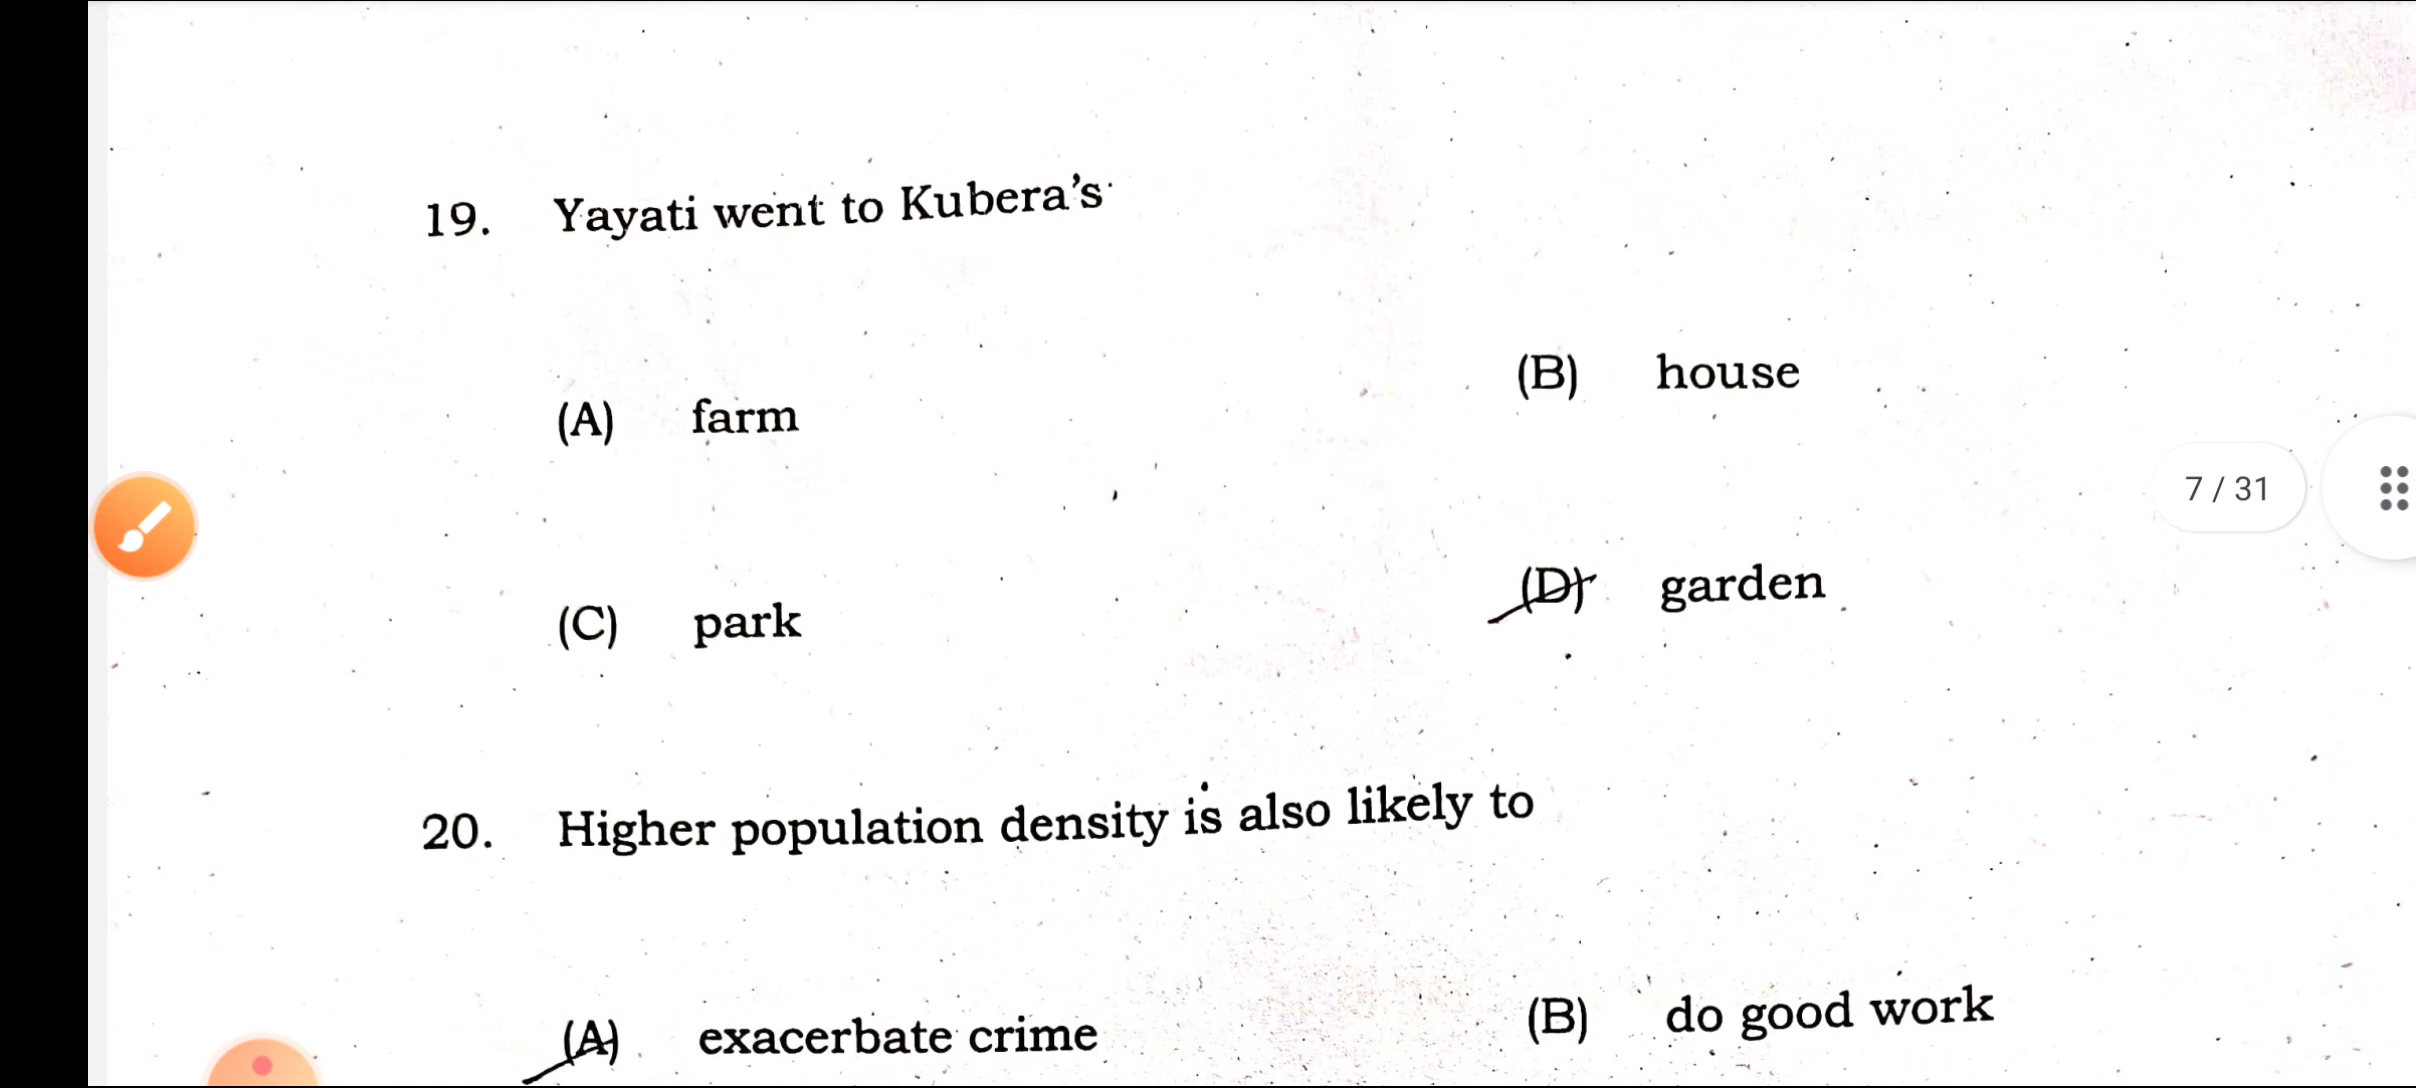 19. Yayati went to Kubera's
(A) farm (B) house
7 / 31
(C) park (D) garden
20. Higher population density is also likely to
(A) exacerbate crime (B) do good work